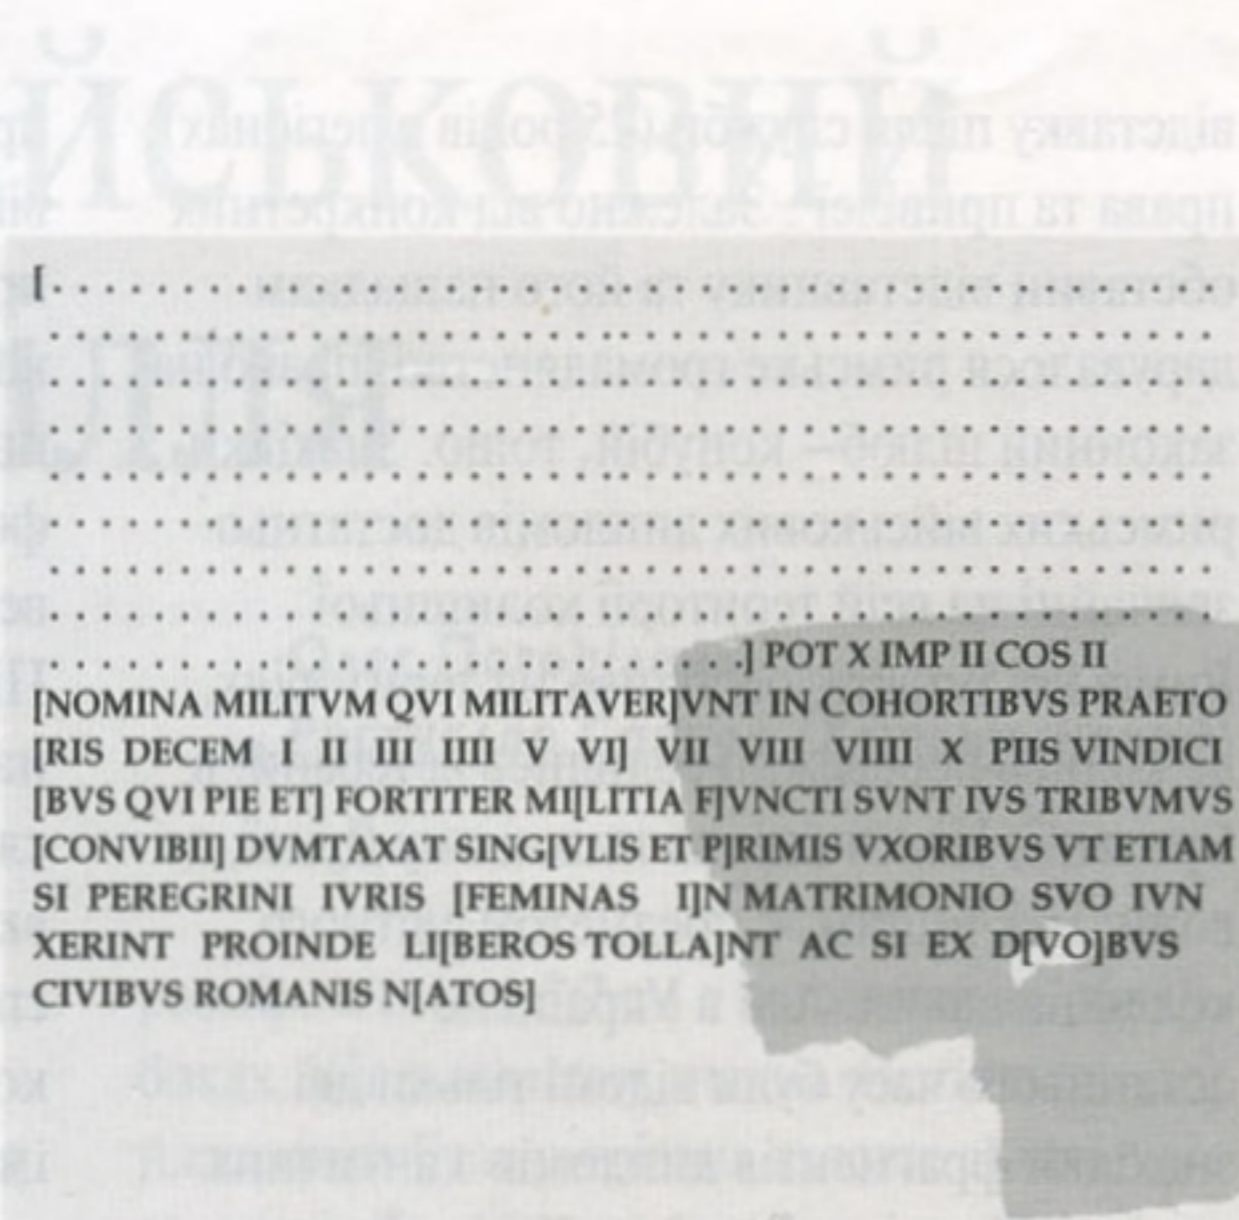 [. . . . . . . . . . . . . . . . . . . . . . . . . . . . . . . . . . . . . . . . . . . . .
. . . . . . . . . . . . . . . . . . . . . . . . . . . . . . . . . . . . . . . . . . . . .
. . . . . . . . . . . . . . . . . . . . . . . . . . . . . . . . . . . . . . . . . . . . .
. . . . . . . . . . . . . . . . . . . . . . . . . . . . . . . . . . . . . . . . . . . . .
. . . . . . . . . . . . . . . . . . . . . . . . . . . . . . . . . . . . . . . . . . . . .
. . . . . . . . . . . . . . . . . . . . . . . . . . . . . . . . . . . . . . . . . . . . .
. . . . . . . . . . . . . . . . . . . . . . . . . . . . . . . . . . . . . . . . . . . . .
. . . . . . . . . . . . . . . . . . . . . . . . . . . . . . . . . . . . . . . . . . . . .
. . . . . . . . . . . . . . . . . . . . . . . . . . .] POT X IMP II COS II
[NOMINA MILITVM QVI MILITAVER]VNT IN COHORTIBVS PRAETO
[RIS DECEM I II III IIII V VI] VII VIII VIIII X PIIS VINDICI
[BVS QVI PIE ET] FORTITER MI[LITIA F]VNCTI SVNT IVS TRIBVMVS
[CONVIBII] DVMTAXAT SING[VLIS ET P]RIMIS VXORIBVS VT ETIAM
SI PEREGRINI IVRIS [FEMINAS I]N MATRIMONIO SVO IVN
XERINT PROINDE LI[BEROS TOLLA]NT AC SI EX D[VO]BVS
CIVIBVS ROMANIS N[ATOS]